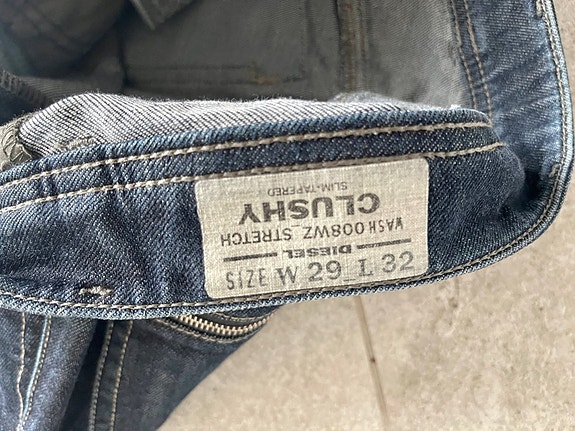 DIESEL
WASH 008WZ STRETCH
CLUSHY
SLIM-TAPERED
SIZE W 29 L 32